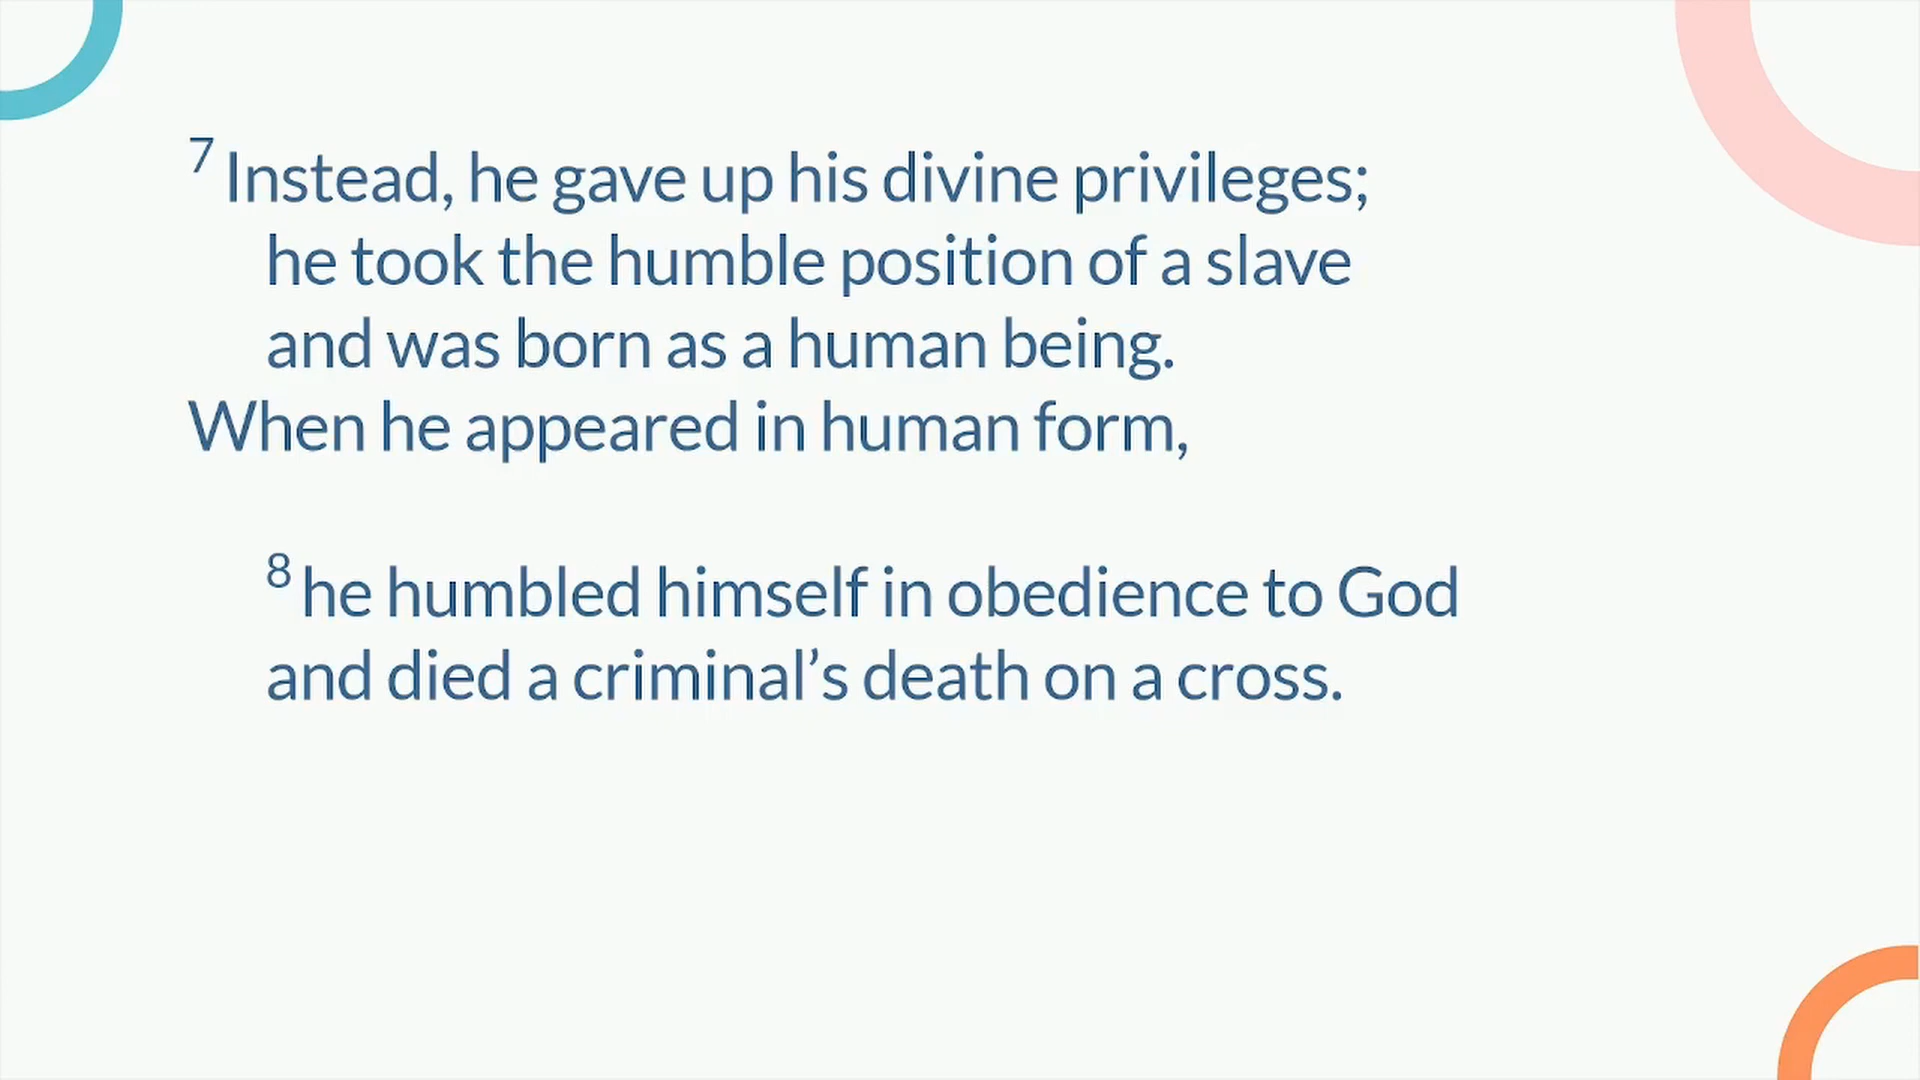 7 Instead, he gave up his divine privileges;
he took the humble position of a slave
and was born as a human being.
When he appeared in human form,
8 he humbled himself in obedience to God
and died a criminal’s death on a cross.